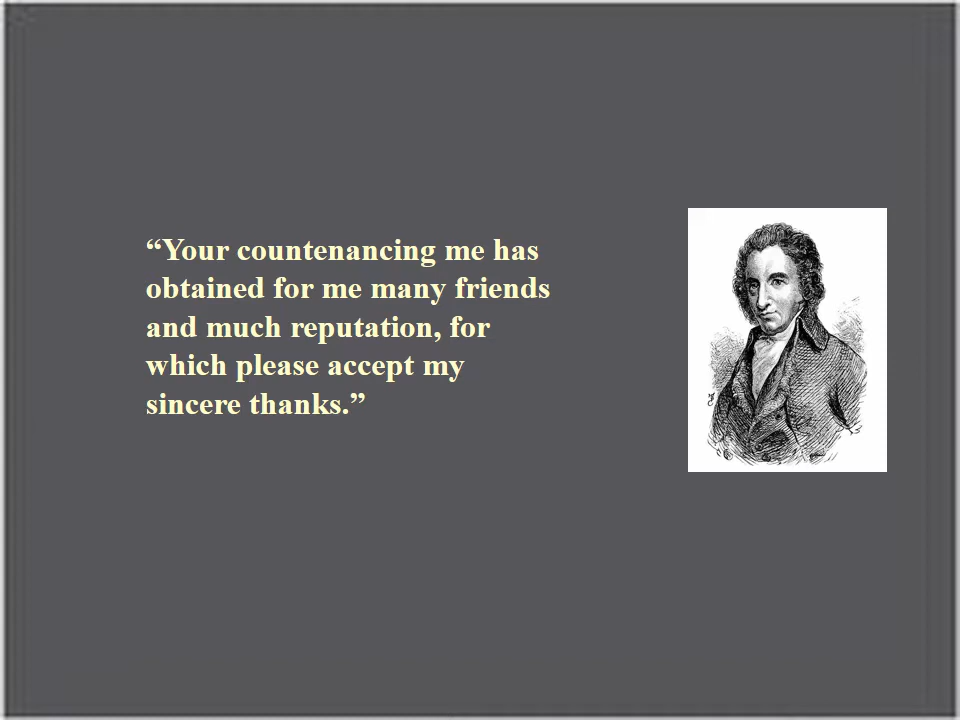 “Your countenancing me has
obtained for me many friends
and much reputation, for
which please accept my
sincere thanks.”